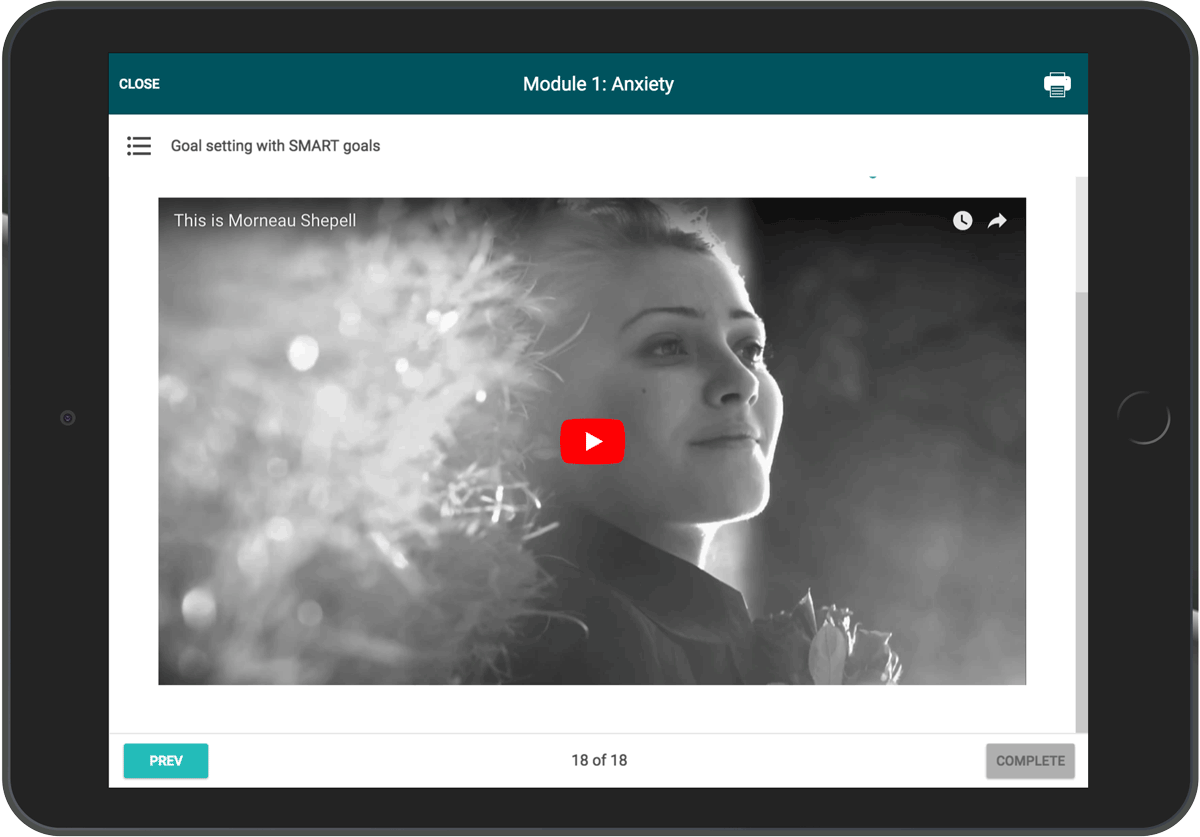 CLOSE
Module 1: Anxiety
Goal setting with SMART goals
This is Morneau Shepell
PREV
18 of 18
COMPLETE